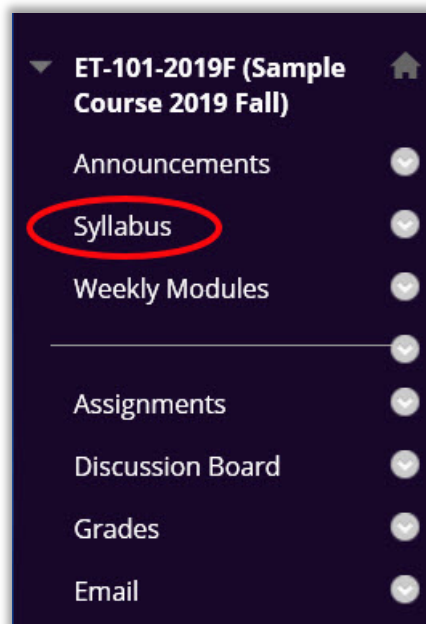 ET-101-2019F (Sample
Course 2019 Fall)
Announcements
Syllabus
Weekly Modules
Assignments
Discussion Board
Grades
Email